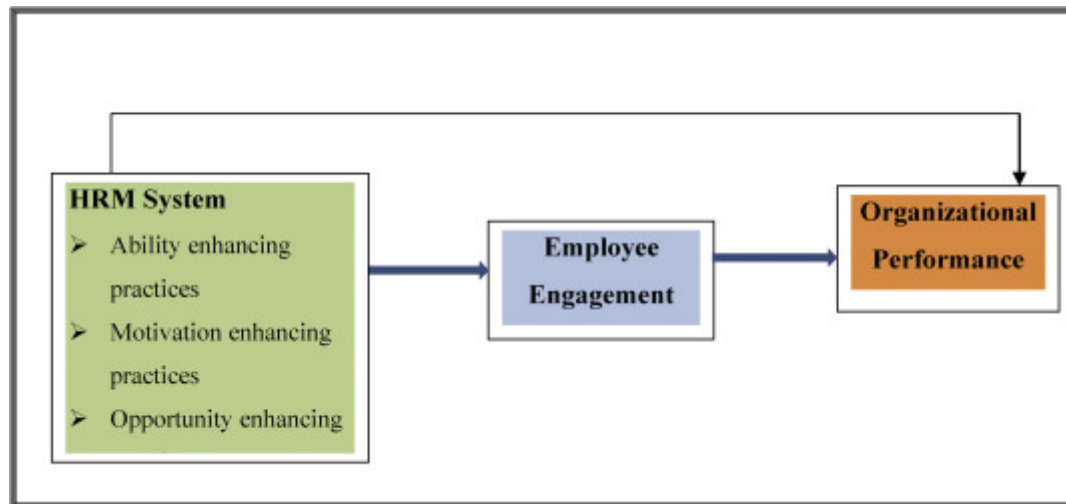 HRM System
➢ Ability enhancing
practices
➢ Motivation enhancing
practices
➢ Opportunity enhancing
Employee
Engagement
Organizational
Performance